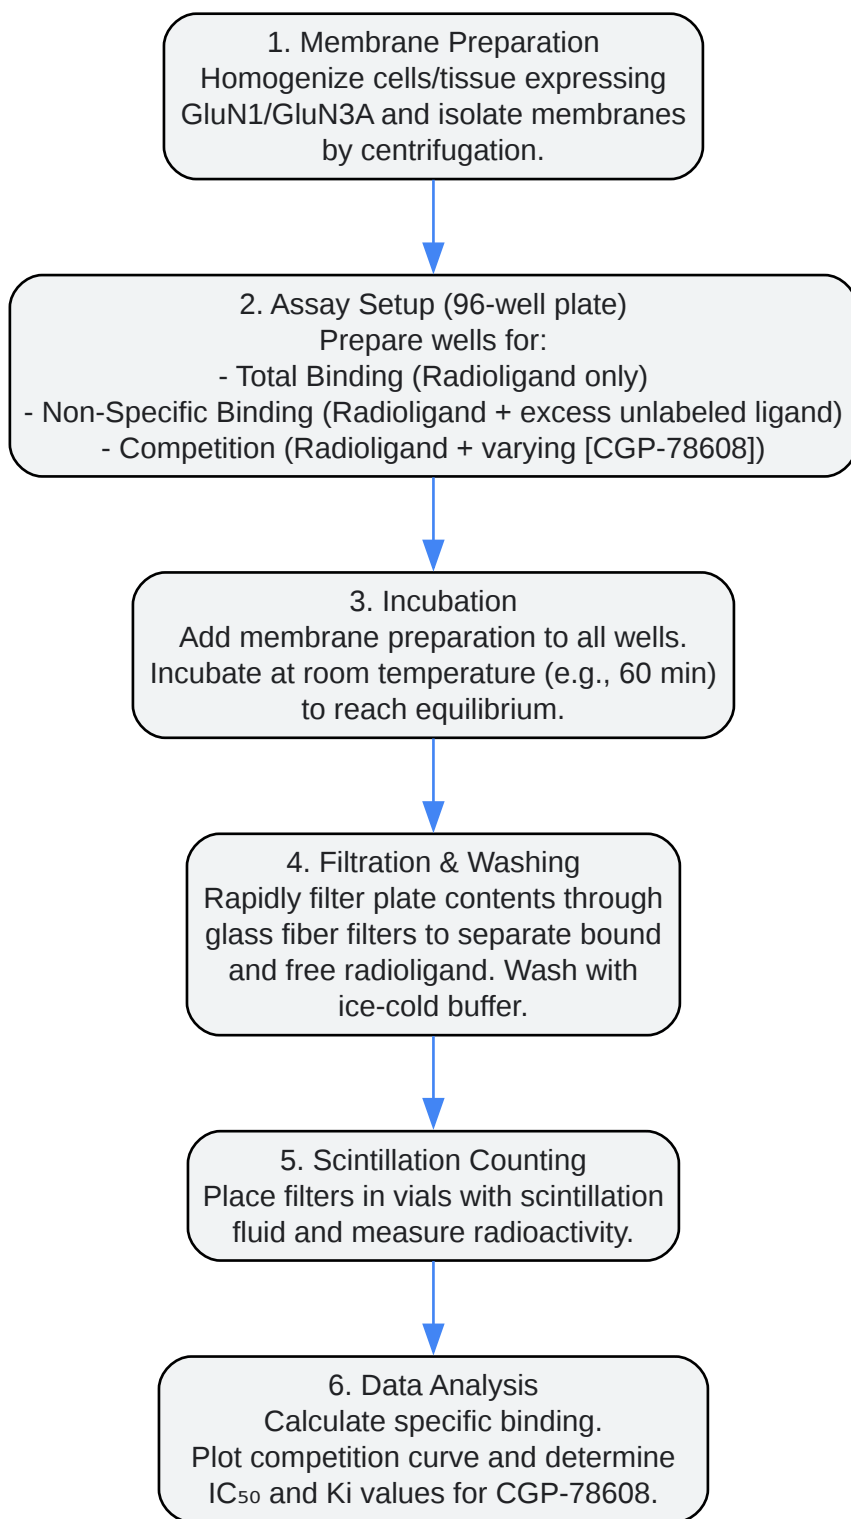 1. Membrane Preparation
Homogenize cells/tissue expressing
GluN1/GluN3A and isolate membranes
by centrifugation.
2. Assay Setup (96-well plate)
Prepare wells for:
- Total Binding (Radioligand only)
- Non-Specific Binding (Radioligand + excess unlabeled ligand)
- Competition (Radioligand + varying [CGP-78608])
3. Incubation
Add membrane preparation to all wells.
Incubate at room temperature (e.g., 60 min)
to reach equilibrium.
4. Filtration & Washing
Rapidly filter plate contents through
glass fiber filters to separate bound
and free radioligand. Wash with
ice-cold buffer.
5. Scintillation Counting
Place filters in vials with scintillation
fluid and measure radioactivity.
6. Data Analysis
Calculate specific binding.
Plot competition curve and determine
IC₅₀ and Ki values for CGP-78608.